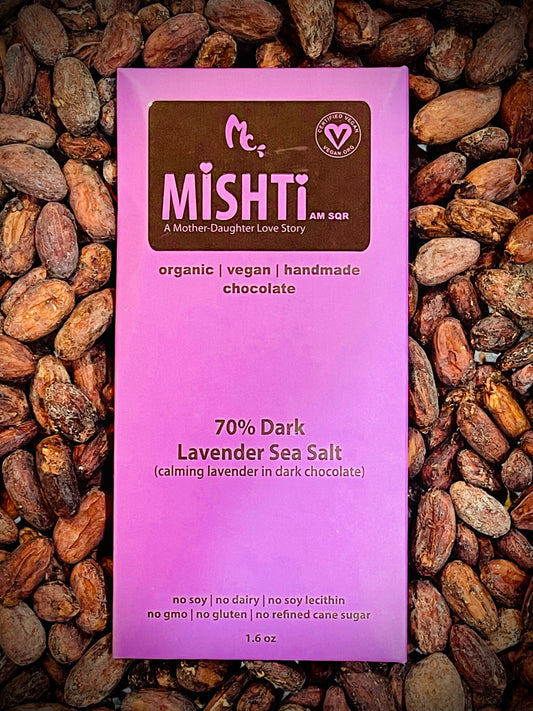 Mc
CERTIFIED VEGAN
VEGAN.ORG
MiSHTi AM SQR
A Mother-Daughter Love Story
organic | vegan | handmade
chocolate
70% Dark
Lavender Sea Salt
(calming lavender in dark chocolate)
no soy | no dairy | no soy lecithin
no gmo | no gluten | no refined cane sugar
1.6 oz